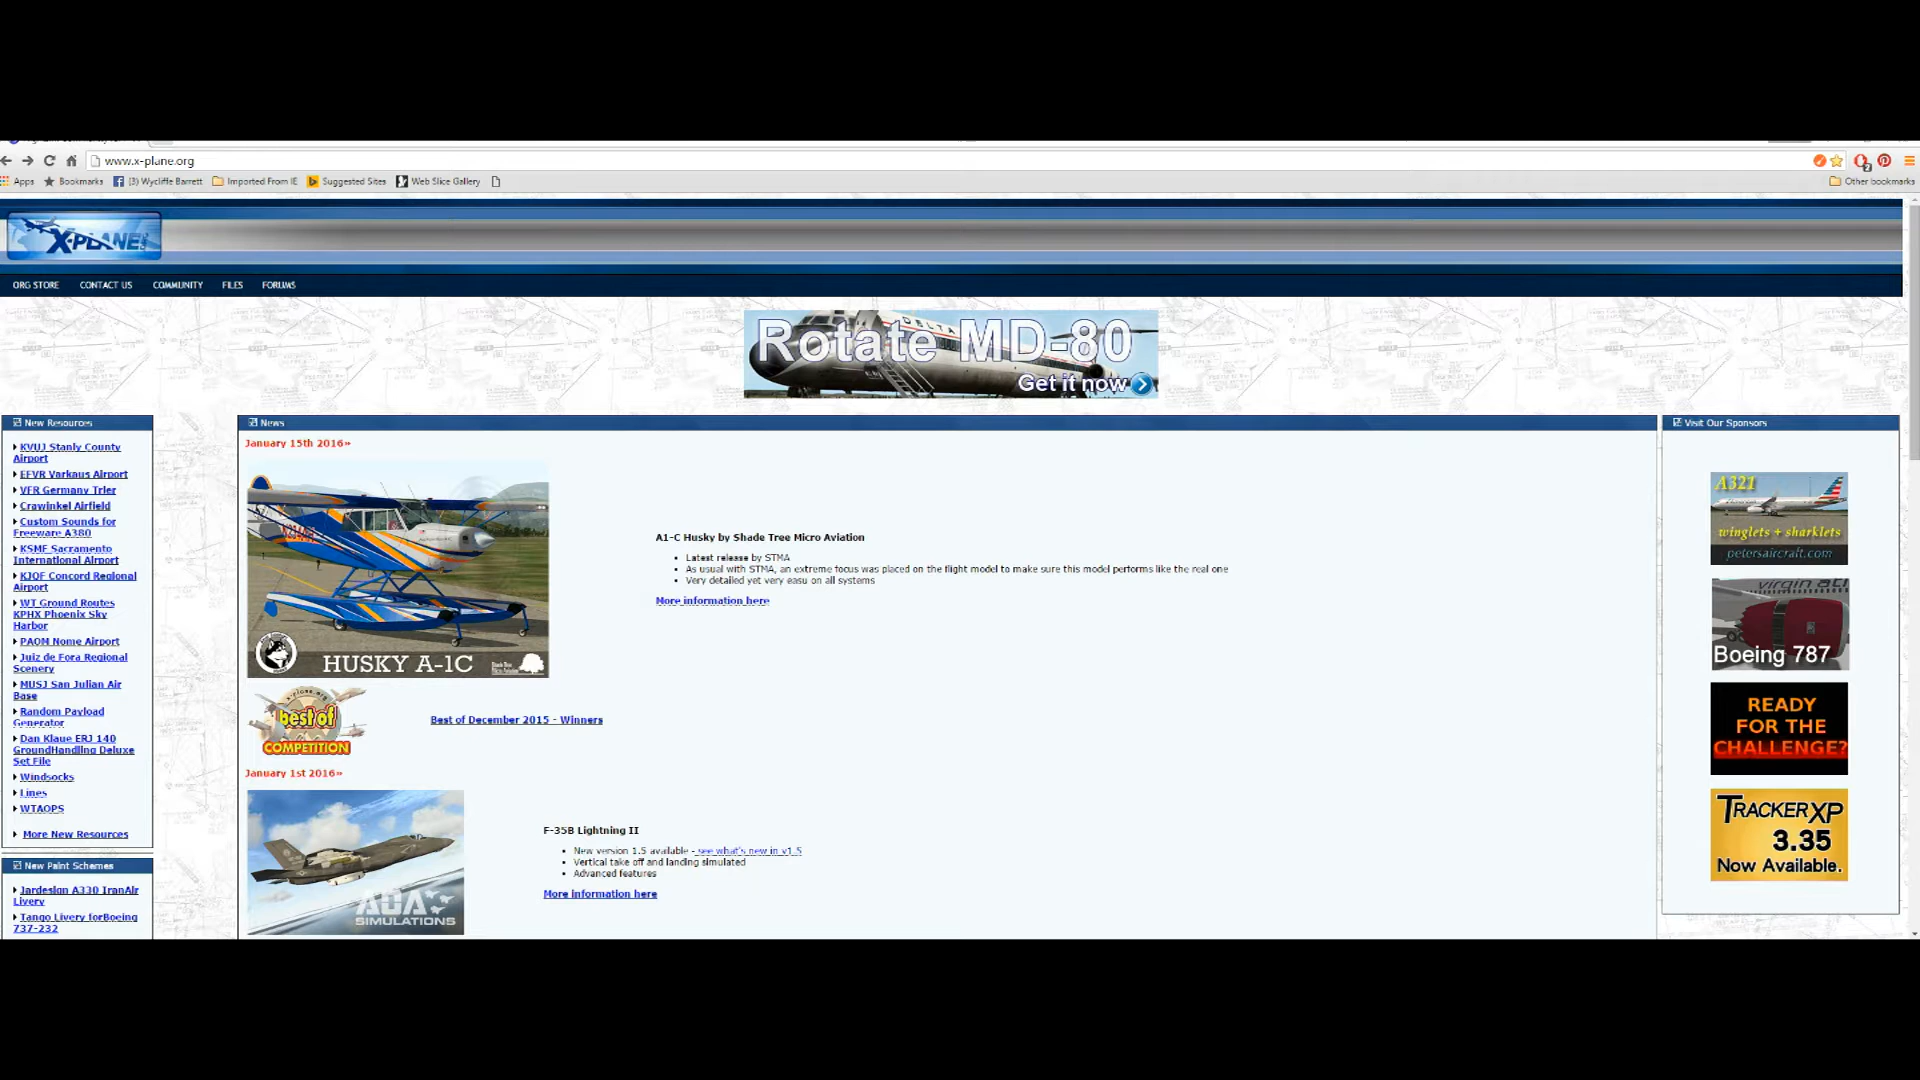 www.x-plane.org
Apps Bookmarks (3) Wycliffe Barrett Imported From IE Suggested Sites Web Slice Gallery Other bookmarks
X-PLANE
ORG STORE CONTACT US COMMUNITY FILES FORUMS
DELTA
Rotate MD-80
Get it now
New Resources
KVUJ Stanly County
Airport
EFVR Varkaus Airport
VFR Germany Trier
Crawinkel Airfield
Custom Sounds for
Freeware A380
KSMF Sacramento
International Airport
KJQF Concord Regional
Airport
WT Ground Routes
KPHX Phoenix Sky
Harbor
PAOM Nome Airport
Juiz de Fora Regional
Scenery
MUSJ San Julian Air
Base
Random Payload
Generator
Dan Klaue ERJ 140
GroundHandling Deluxe
Set File
Windsocks
Lines
WTAOPS
More New Resources
New Paint Schemes
Jardesign A330 IranAir
Livery
Tango Livery forBoeing
737-232
News
January 15th 2016»
HUSKY A-1C
A1-C Husky by Shade Tree Micro Aviation
Latest release by STMA
As usual with STMA, an extreme focus was placed on the flight model to make sure this model performs like the real one
Very detailed yet very easu on all systems
More information here
x-plane.org
best of
COMPETITION
Best of December 2015 - Winners
January 1st 2016»
AOA
SIMULATIONS
F-35B Lightning II
New version 1.5 available - see what's new in v1.5
Vertical take off and landing simulated
Advanced features
More information here
Visit Our Sponsors
A321
winglets + sharklets
petersaircraft.com
virgin atl
Boeing 787
READY
FOR THE
CHALLENGE?
TRACKERXP
3.35
Now Available.